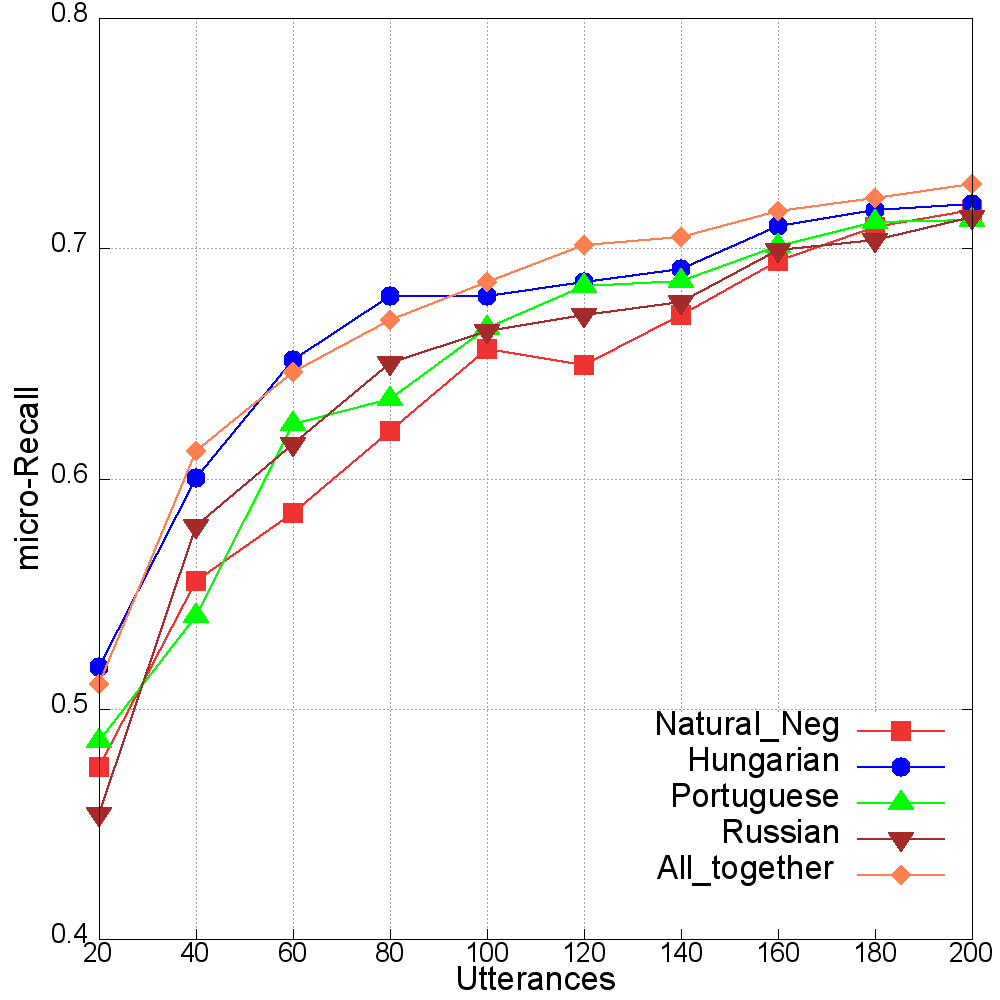 0.8
0.7
0.6
0.5
0.4
micro-Recall
Natural_Neg
Hungarian
Portuguese
Russian
All_together
20 40 60 80 100 120 140 160 180 200
Utterances